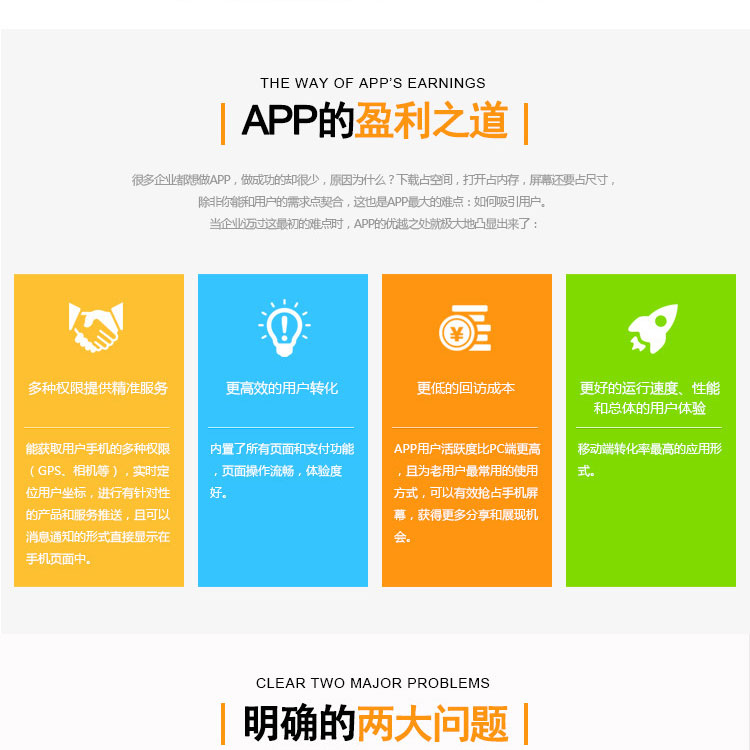 THE WAY OF APP'S EARNINGS
APP的盈利之道
很多企业都想做APP，做成功的却很少，原因为什么？下载占空间，打开占内存，屏幕还要占尺寸，
除非你能和用户的需求点契合，这也是APP最大的难点：如何吸引用户。
当企业迈过这最初的难点时，APP的优越之处就极大地凸显出来了：
多种权限提供精准服务
能获取用户手机的多种权限
（GPS、相机等），实时定
位用户坐标，进行有针对性
的产品和服务推送，且可以
消息通知的形式直接显示在
手机页面中。
更高效的用户转化
内置了所有页面和支付功能
，页面操作流畅，体验度
好。
更低的回访成本
APP用户活跃度比PC端更高
，且为老用户最常用的使用
方式，可以有效抢占手机屏
幕，获得更多分享和展现机
会。
更好的运行速度、性能
和总体的用户体验
移动端转化率最高的应用形
式。
CLEAR TWO MAJOR PROBLEMS
明确的两大问题